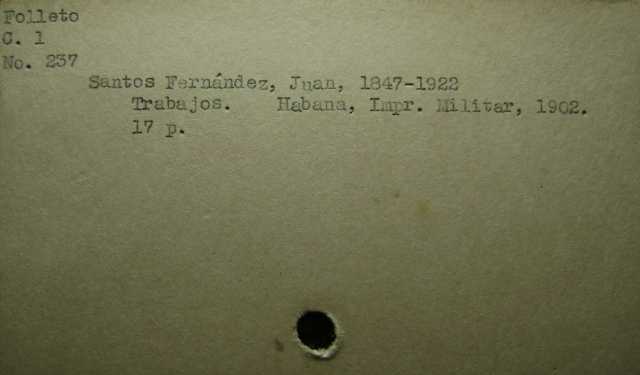 Folleto
C. 1
No. 237
Santos Fernández, Juan, 1847-1922
Trabajos. Habana, Impr. Militar, 1902.
17 p.